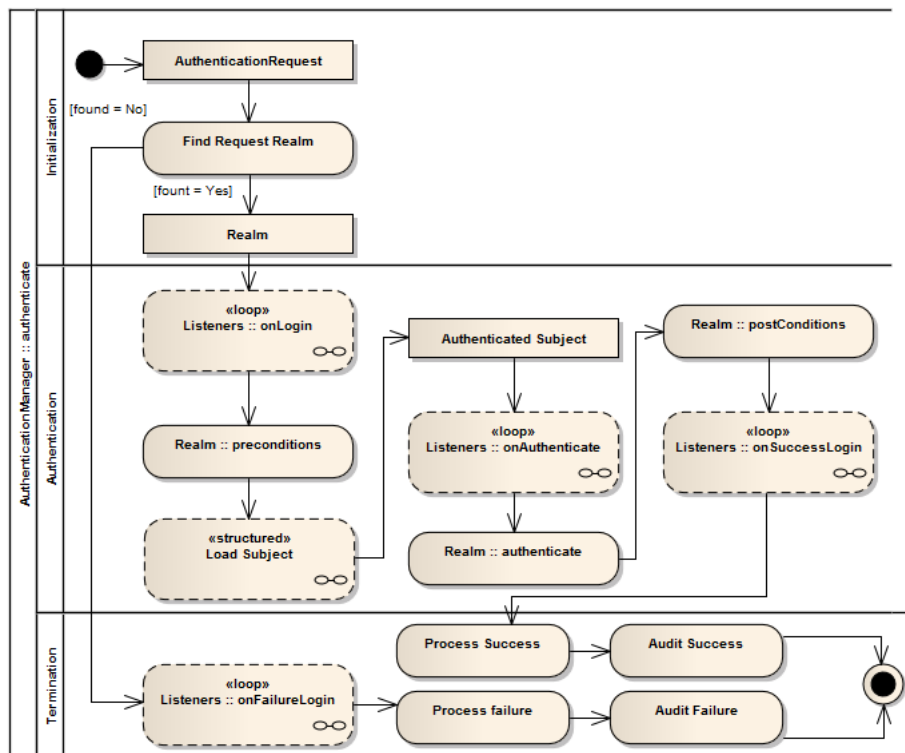 AuthenticationManager :: authenticate
Initialization
AuthenticationRequest
[found = No]
Find Request Realm
[fount = Yes]
Realm
Authentication
«loop»
Listeners :: onLogin
Realm :: preconditions
«structured»
Load Subject
Authenticated Subject
«loop»
Listeners :: onAuthenticate
Realm :: authenticate
Realm :: postConditions
«loop»
Listeners :: onSuccessLogin
Termination
Process Success
Audit Success
«loop»
Listeners :: onFailureLogin
Process failure
Audit Failure